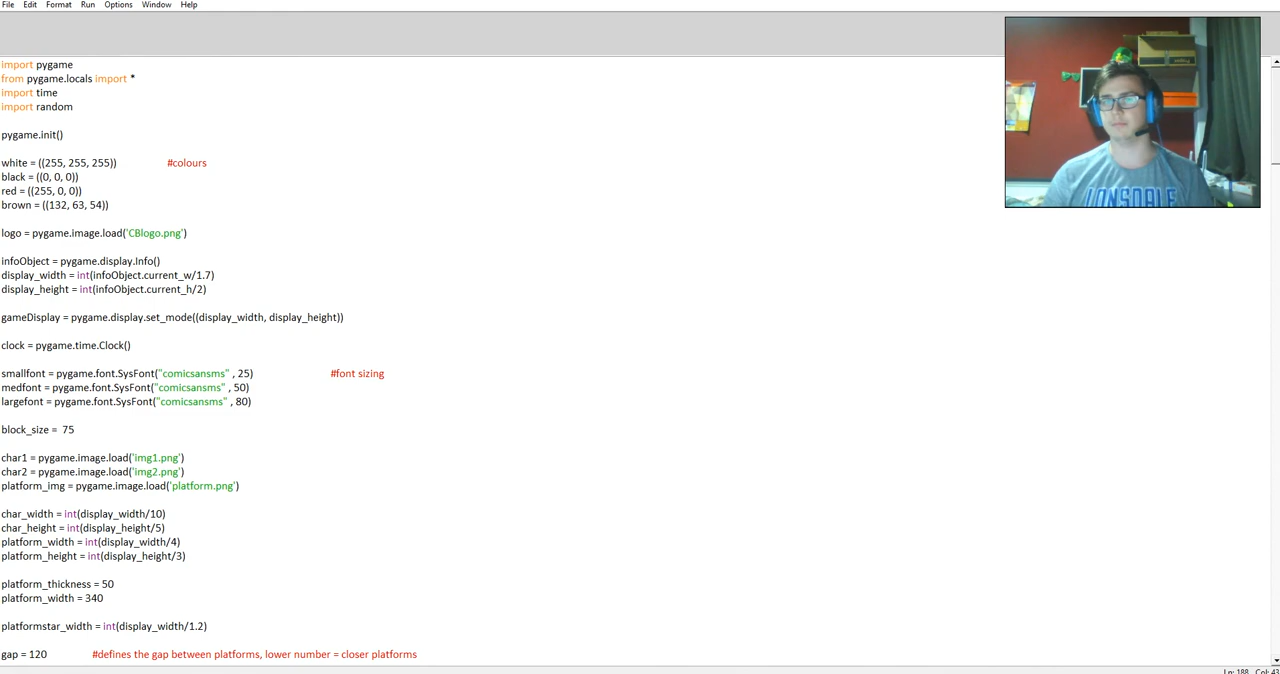 File Edit Format Run Options Window Help
import pygame
from pygame.locals import *
import time
import random
pygame.init()
white = ((255, 255, 255)) #colours
black = ((0, 0, 0))
red = ((255, 0, 0))
brown = ((132, 63, 54))
logo = pygame.image.load('CBlogo.png')
infoObject = pygame.display.Info()
display_width = int(infoObject.current_w/1.7)
display_height = int(infoObject.current_h/2)
gameDisplay = pygame.display.set_mode((display_width, display_height))
clock = pygame.time.Clock()
smallfont = pygame.font.SysFont("comicsansms" , 25) #font sizing
medfont = pygame.font.SysFont("comicsansms" , 50)
largefont = pygame.font.SysFont("comicsansms" , 80)
block_size = 75
char1 = pygame.image.load('img1.png')
char2 = pygame.image.load('img2.png')
platform_img = pygame.image.load('platform.png')
char_width = int(display_width/10)
char_height = int(display_height/5)
platform_width = int(display_width/4)
platform_height = int(display_height/3)
platform_thickness = 50
platform_width = 340
platformstar_width = int(display_width/1.2)
gap = 120 #defines the gap between platforms, lower number = closer platforms
LONSDALE
Ln: 188 Col: 43